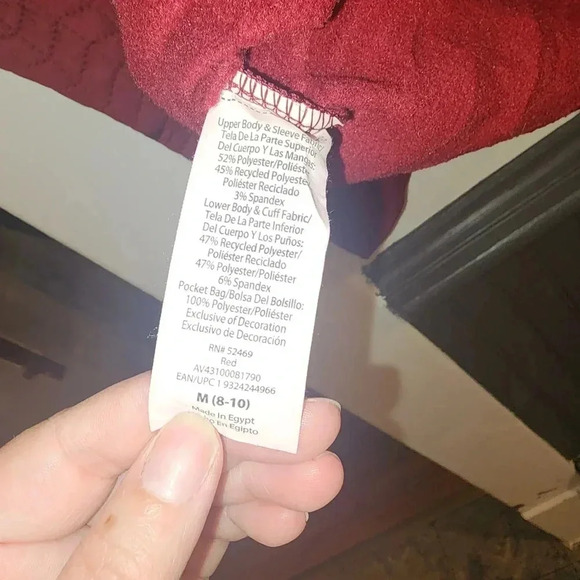 Upper Body & Sleeve
Tela De La Parte Superior
Del Cuerpo Y Las Mangas:
52% Polyester/Poliéster
45% Recycled Polyester/
Poliéster Reciclado
3% Spandex
Lower Body & Cuff Fabric/
Tela De La Parte Inferior
Del Cuerpo Y Los Puños:
47% Recycled Polyester/
Poliéster Reciclado
47% Polyester/Poliéster
6% Spandex
Pocket Bag/Bolsa Del Bolsillo:
100% Polyester/Poliéster
Exclusive of Decoration
Exclusivo de Decoración
RN# 52469
Red
AV43100081790
EAN/UPC 1 9324244966
M (8-10)
Made In Egypt
En Egipto